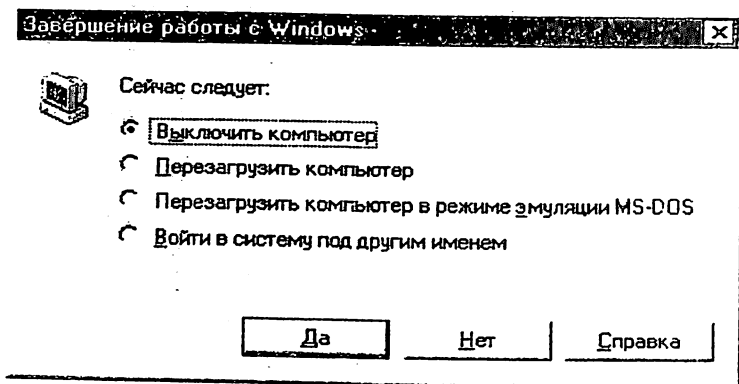 Завершение работы с Windows
Сейчас следует:
Выключить компьютер
Перезагрузить компьютер
Перезагрузить компьютер в режиме эмуляции MS-DOS
Войти в систему под другим именем
Да Нет Справка